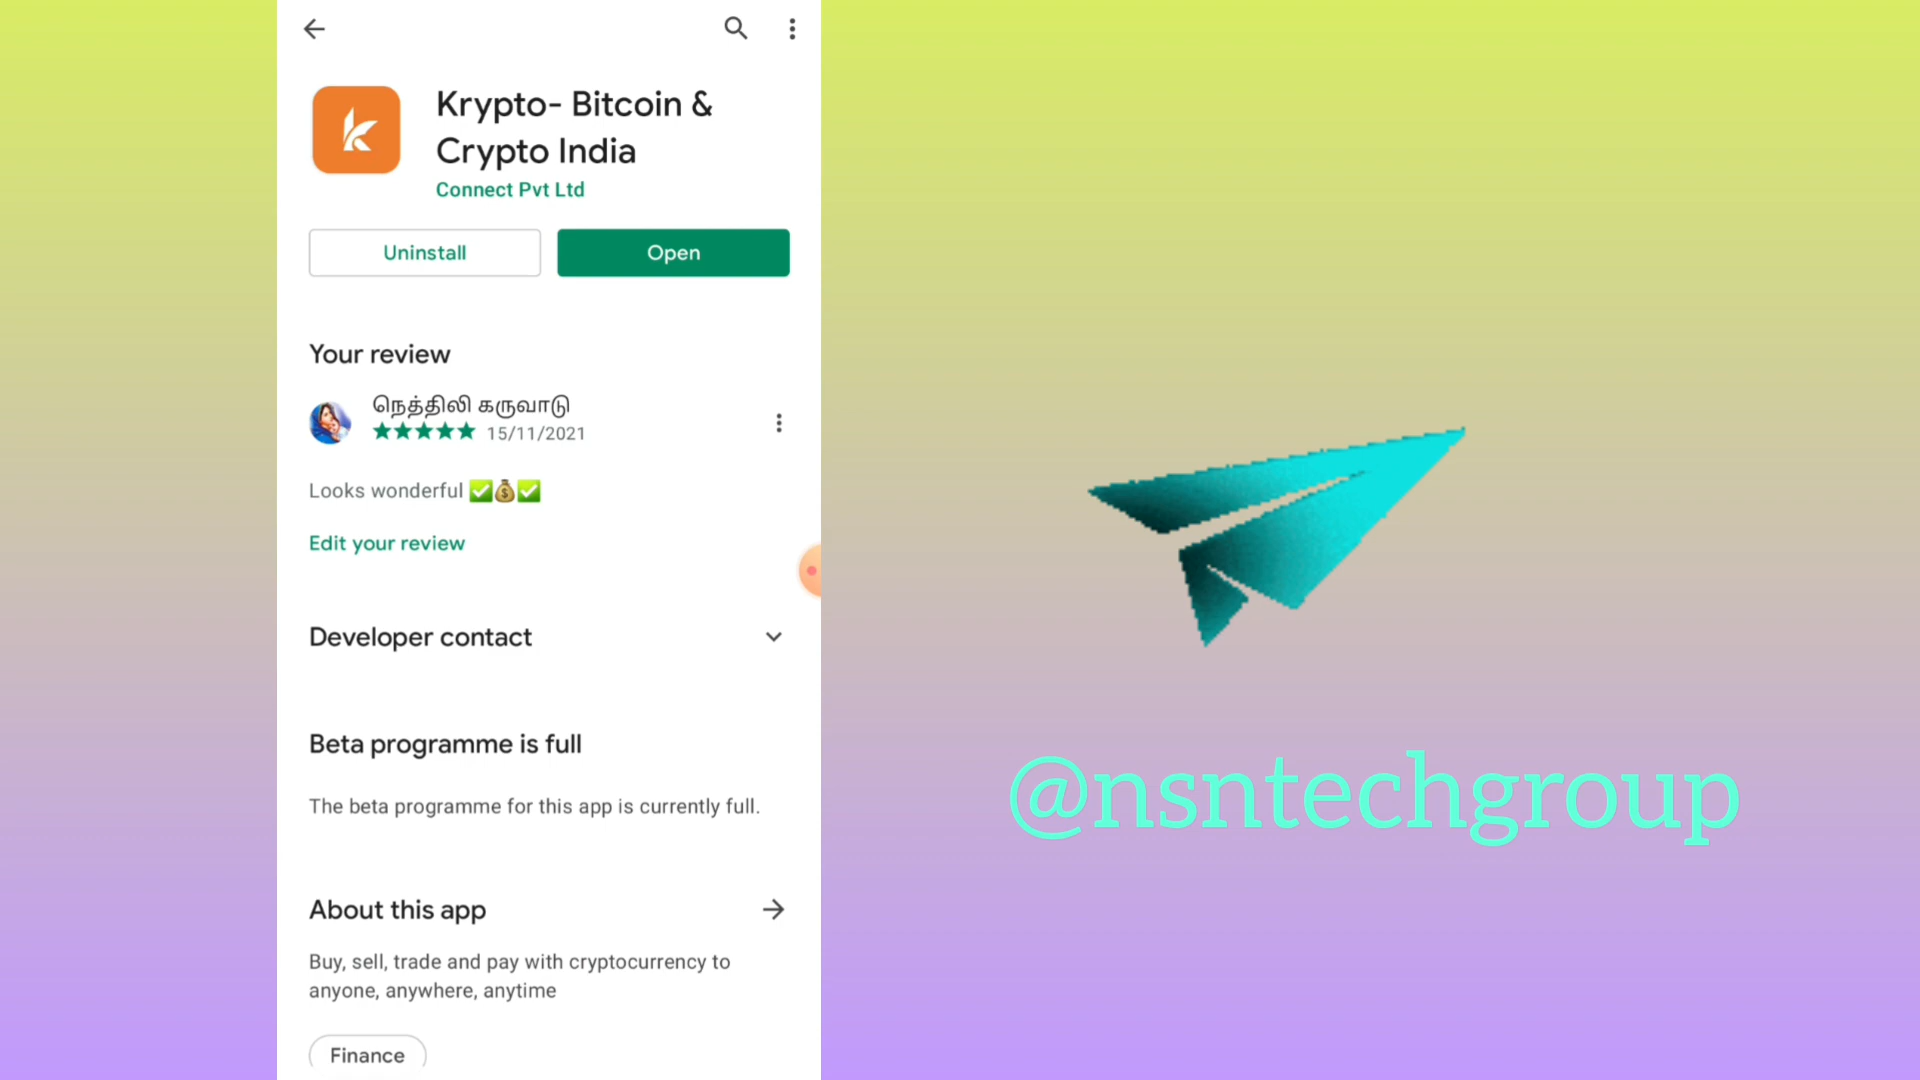 Krypto- Bitcoin &
Crypto India
Connect Pvt Ltd
Uninstall
Open
Your review
நெத்திலி கருவாடு
15/11/2021
Looks wonderful ✅💰✅
Edit your review
Developer contact
Beta programme is full
The beta programme for this app is currently full.
About this app
Buy, sell, trade and pay with cryptocurrency to
anyone, anywhere, anytime
Finance
@nsntechgroup